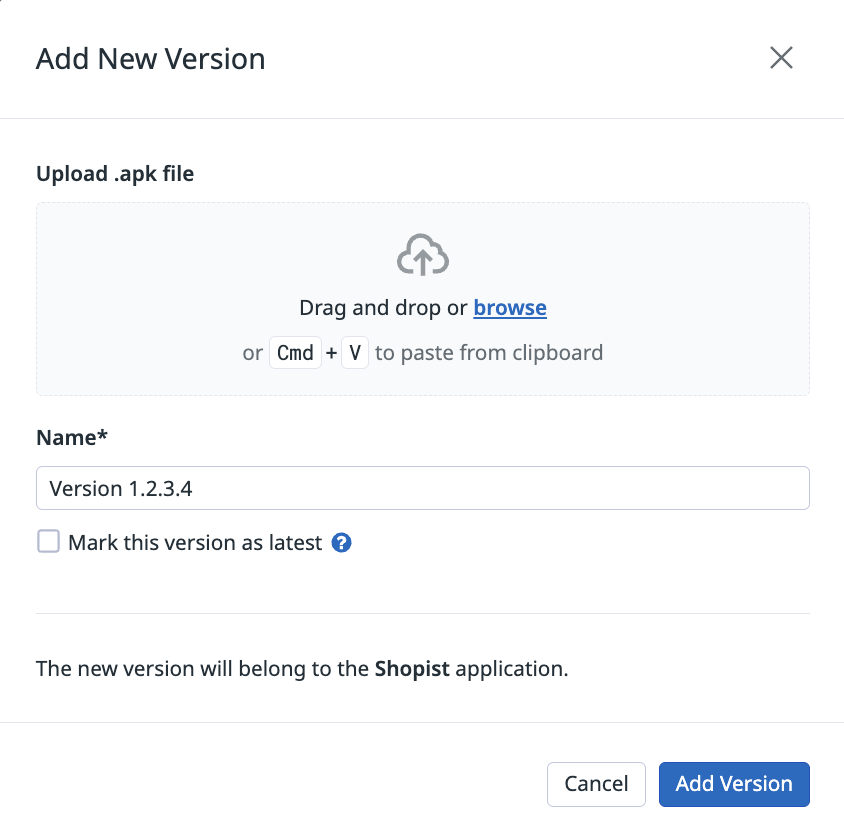 Add New Version
Upload .apk file
Drag and drop or browse
or Cmd + V to paste from clipboard
Name*
Version 1.2.3.4
Mark this version as latest ?
The new version will belong to the Shopist application.
Cancel Add Version